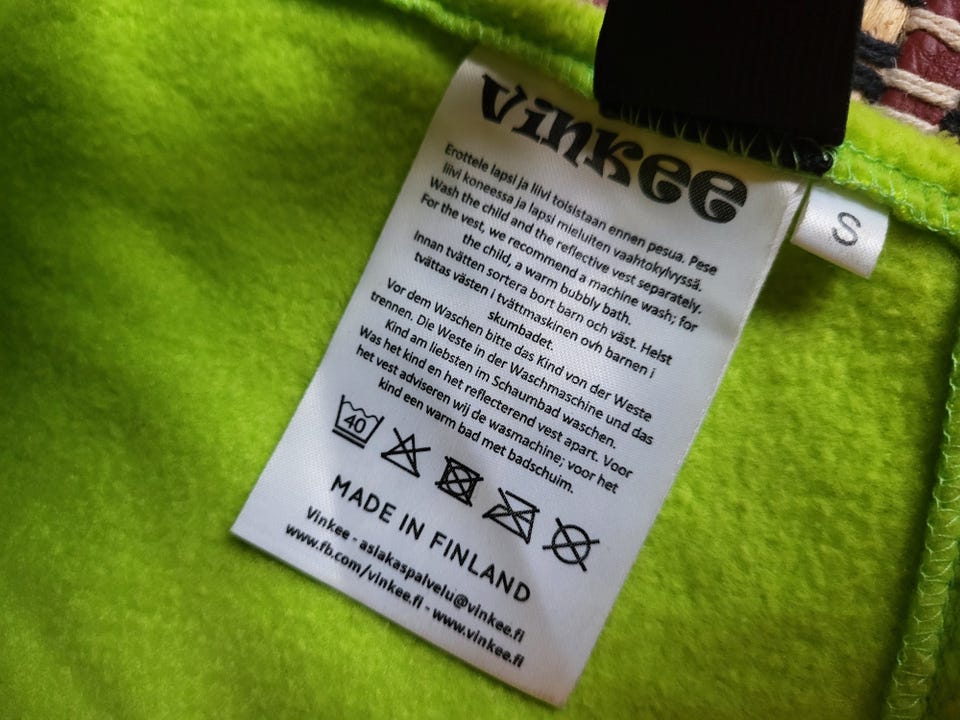 Vinkee
Erottele lapsi ja liivi toisistaan ennen pesua. Pese
liivi koneessa ja lapsi mieluiten vaahtokylvyssä.
Wash the child and the reflective vest separately.
For the vest, we recommend a machine wash; for
the child, a warm bubbly bath.
Innan tvätten sortera bort barn och väst. Helst
tvättas västen i tvättmaskinen ovh barnen i
skumbadet.
Vor dem Waschen bitte das Kind von der Weste
trennen. Die Weste in der Waschmaschine und das
Kind am liebsten im Schaumbad waschen.
Was het kind en het reflecterend vest apart. Voor
het vest adviseren wij de wasmachine; voor het
kind een warm bad met badschuim.
40
MADE IN FINLAND
Vinkee - asiakaspalvelu@vinkee.fi
www.fb.com/vinkee.fi - www.vinkee.fi
S